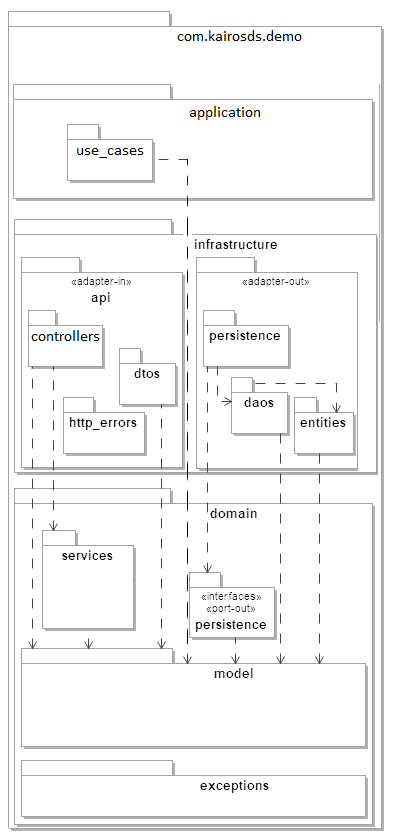 com.kairosds.demo
application
use_cases
infrastructure
«adapter-in»
api
controllers
dtos
http_errors
«adapter-out»
persistence
daos
entities
domain
services
«interfaces»
«port-out»
persistence
model
exceptions